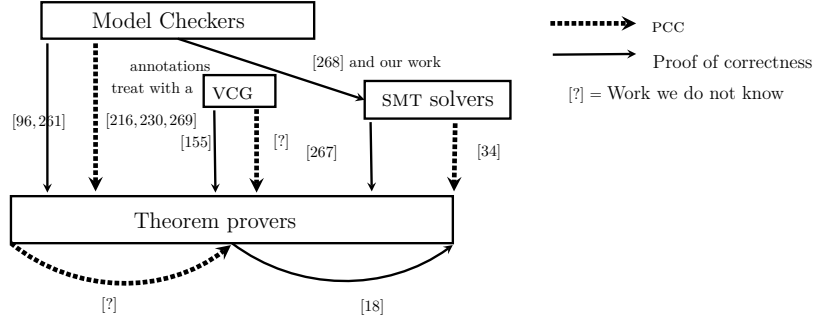 Model Checkers
PCC
annotations
[268] and our work
Proof of correctness
treat with a
VCG
SMT solvers
[?] = Work we do not know
[96, 261]
[216, 230, 269]
[155]
[?]
[267]
[34]
Theorem provers
[?]
[18]